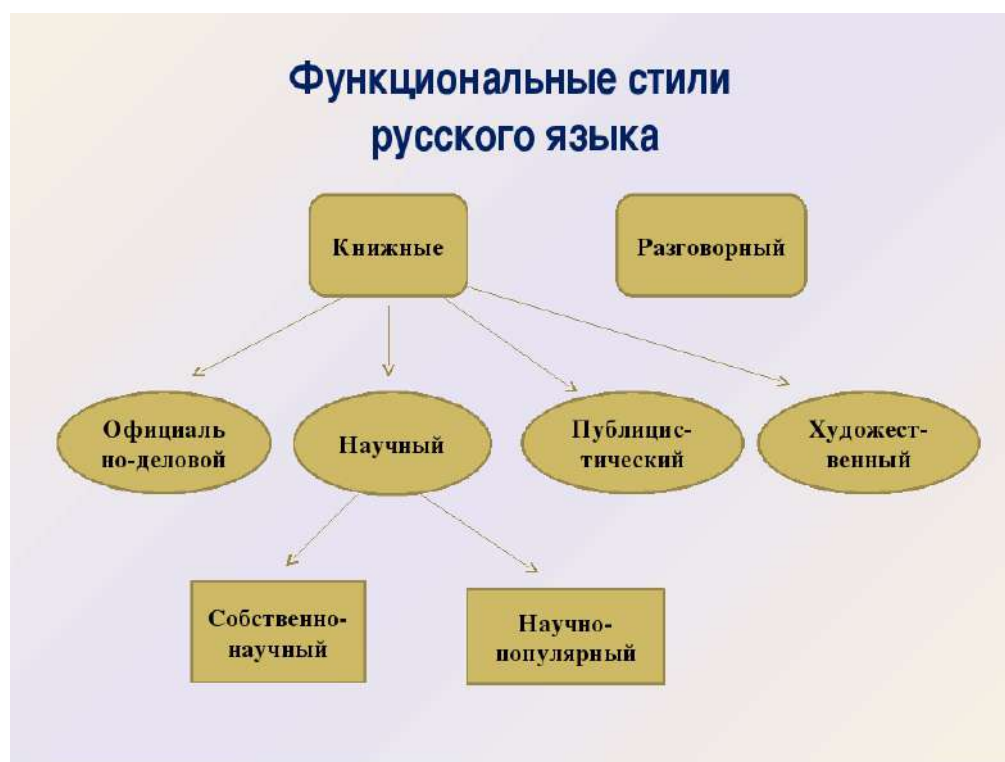 Функциональные стили
русского языка
Книжные
Разговорный
Официаль
но-деловой
Научный
Публицис-
тический
Художест-
венный
Собственно-
научный
Научно-
популярный